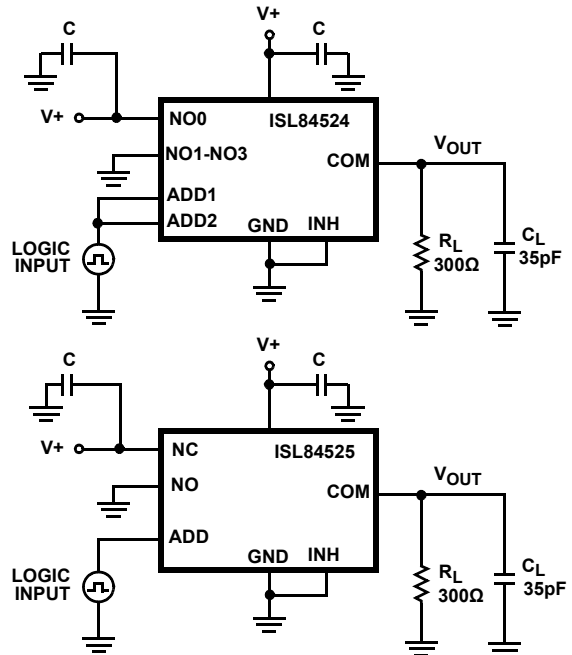 V+
C
C
V+
NO0
ISL84524
NO1-NO3
COM
VOUT
ADD1
ADD2
GND
INH
LOGIC
INPUT
RL
300Ω
CL
35pF
V+
C
C
V+
NC
ISL84525
NO
COM
VOUT
ADD
GND
INH
LOGIC
INPUT
RL
300Ω
CL
35pF